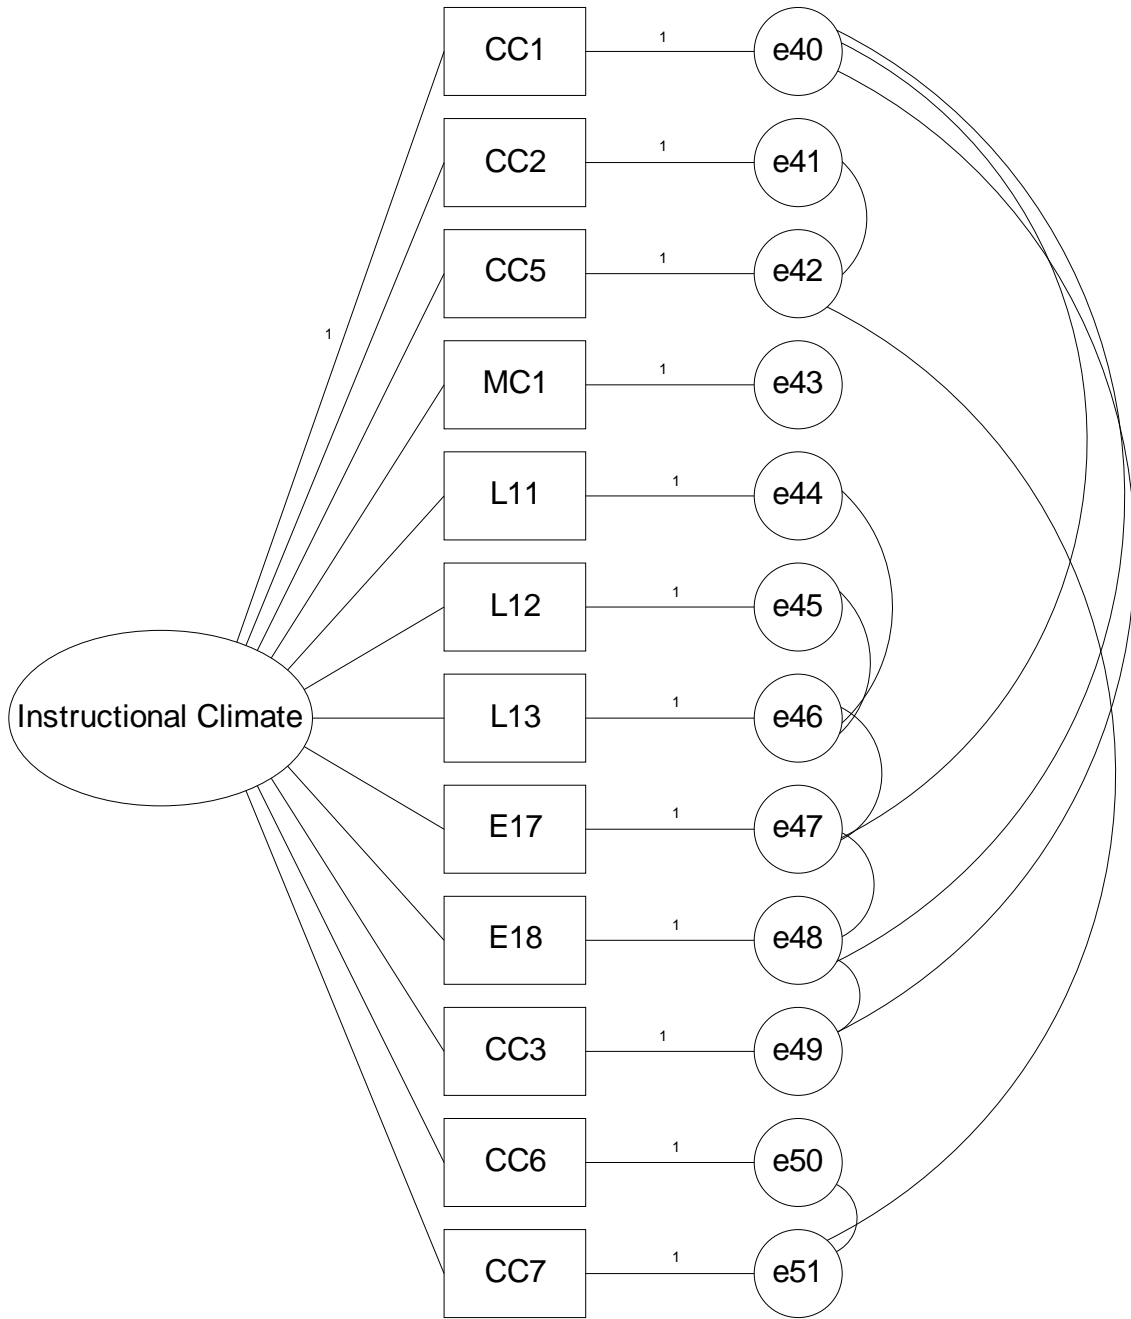 CC1 1 e40
CC2 1 e41
CC5 1 e42
1
MC1 1 e43
L11 1 e44
L12 1 e45
Instructional Climate L13 1 e46
E17 1 e47
E18 1 e48
CC3 1 e49
CC6 1 e50
CC7 1 e51